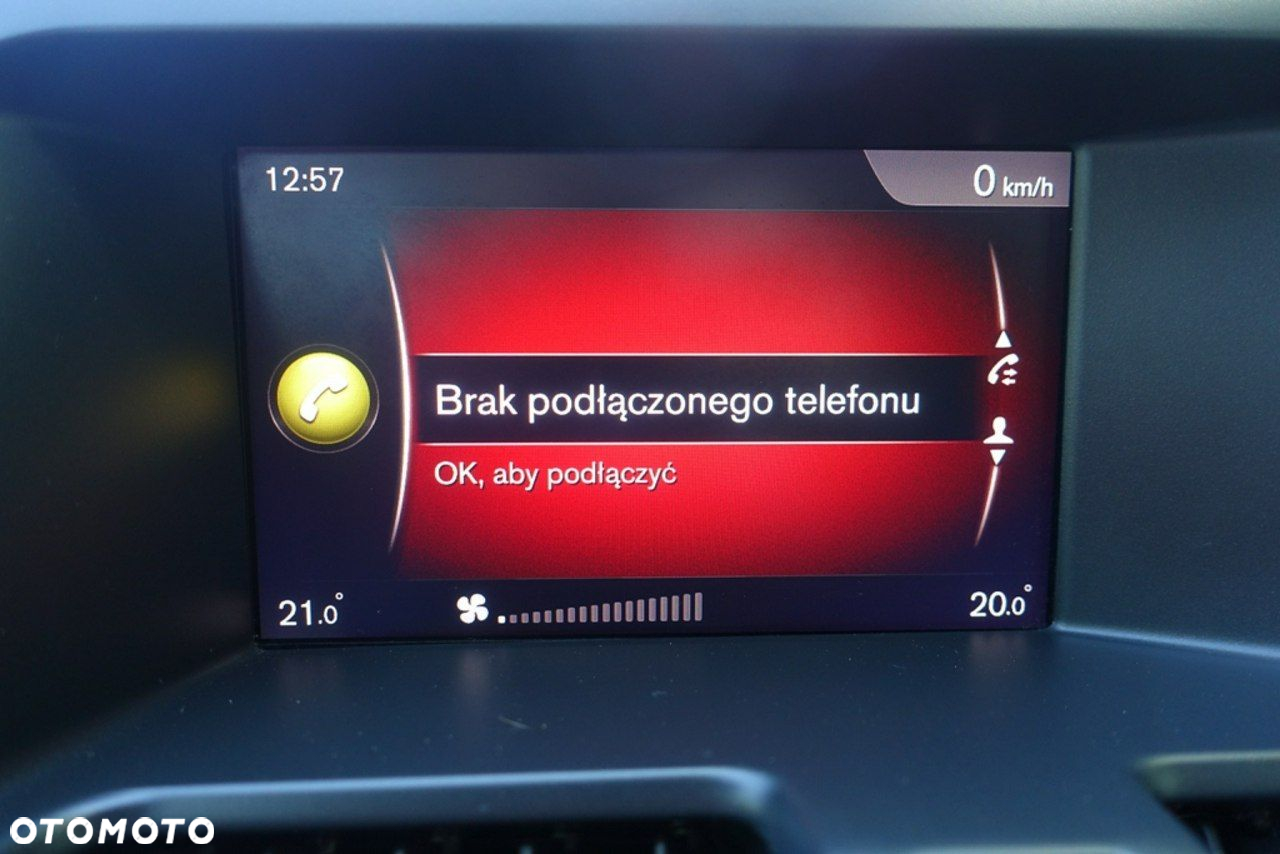 12:57
0 km/h
Brak podłączonego telefonu
OK, aby podłączyć
21.0°
20.0°
OTOMOTO